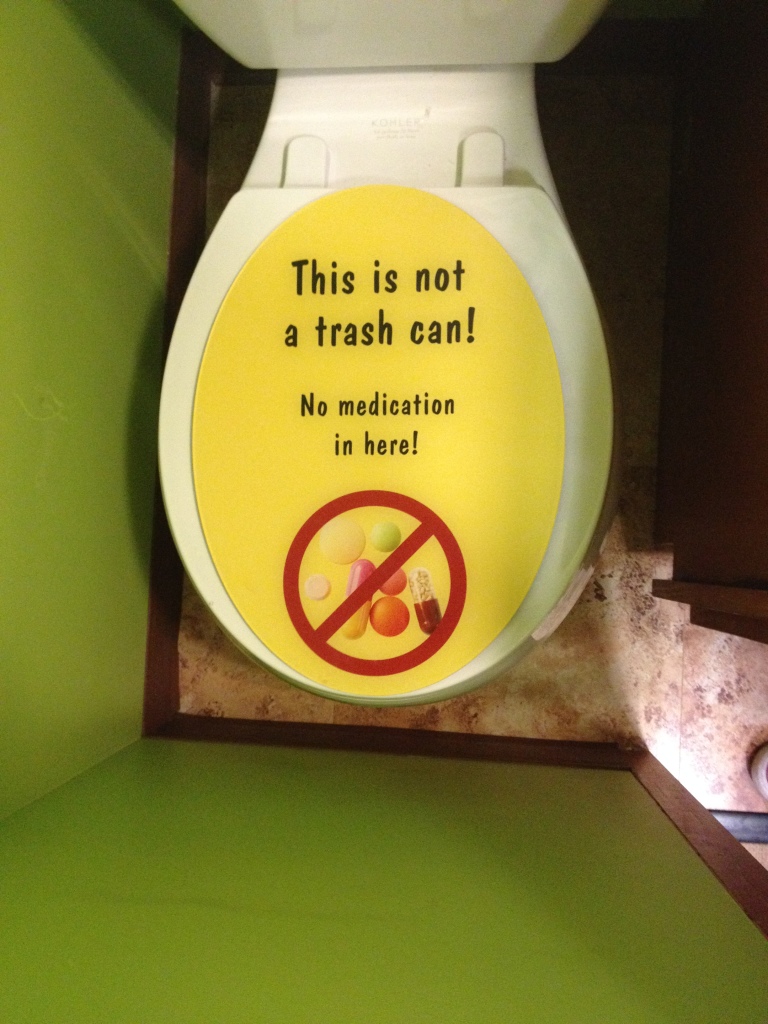 KOHLER
This is not
a trash can!
No medication
in here!